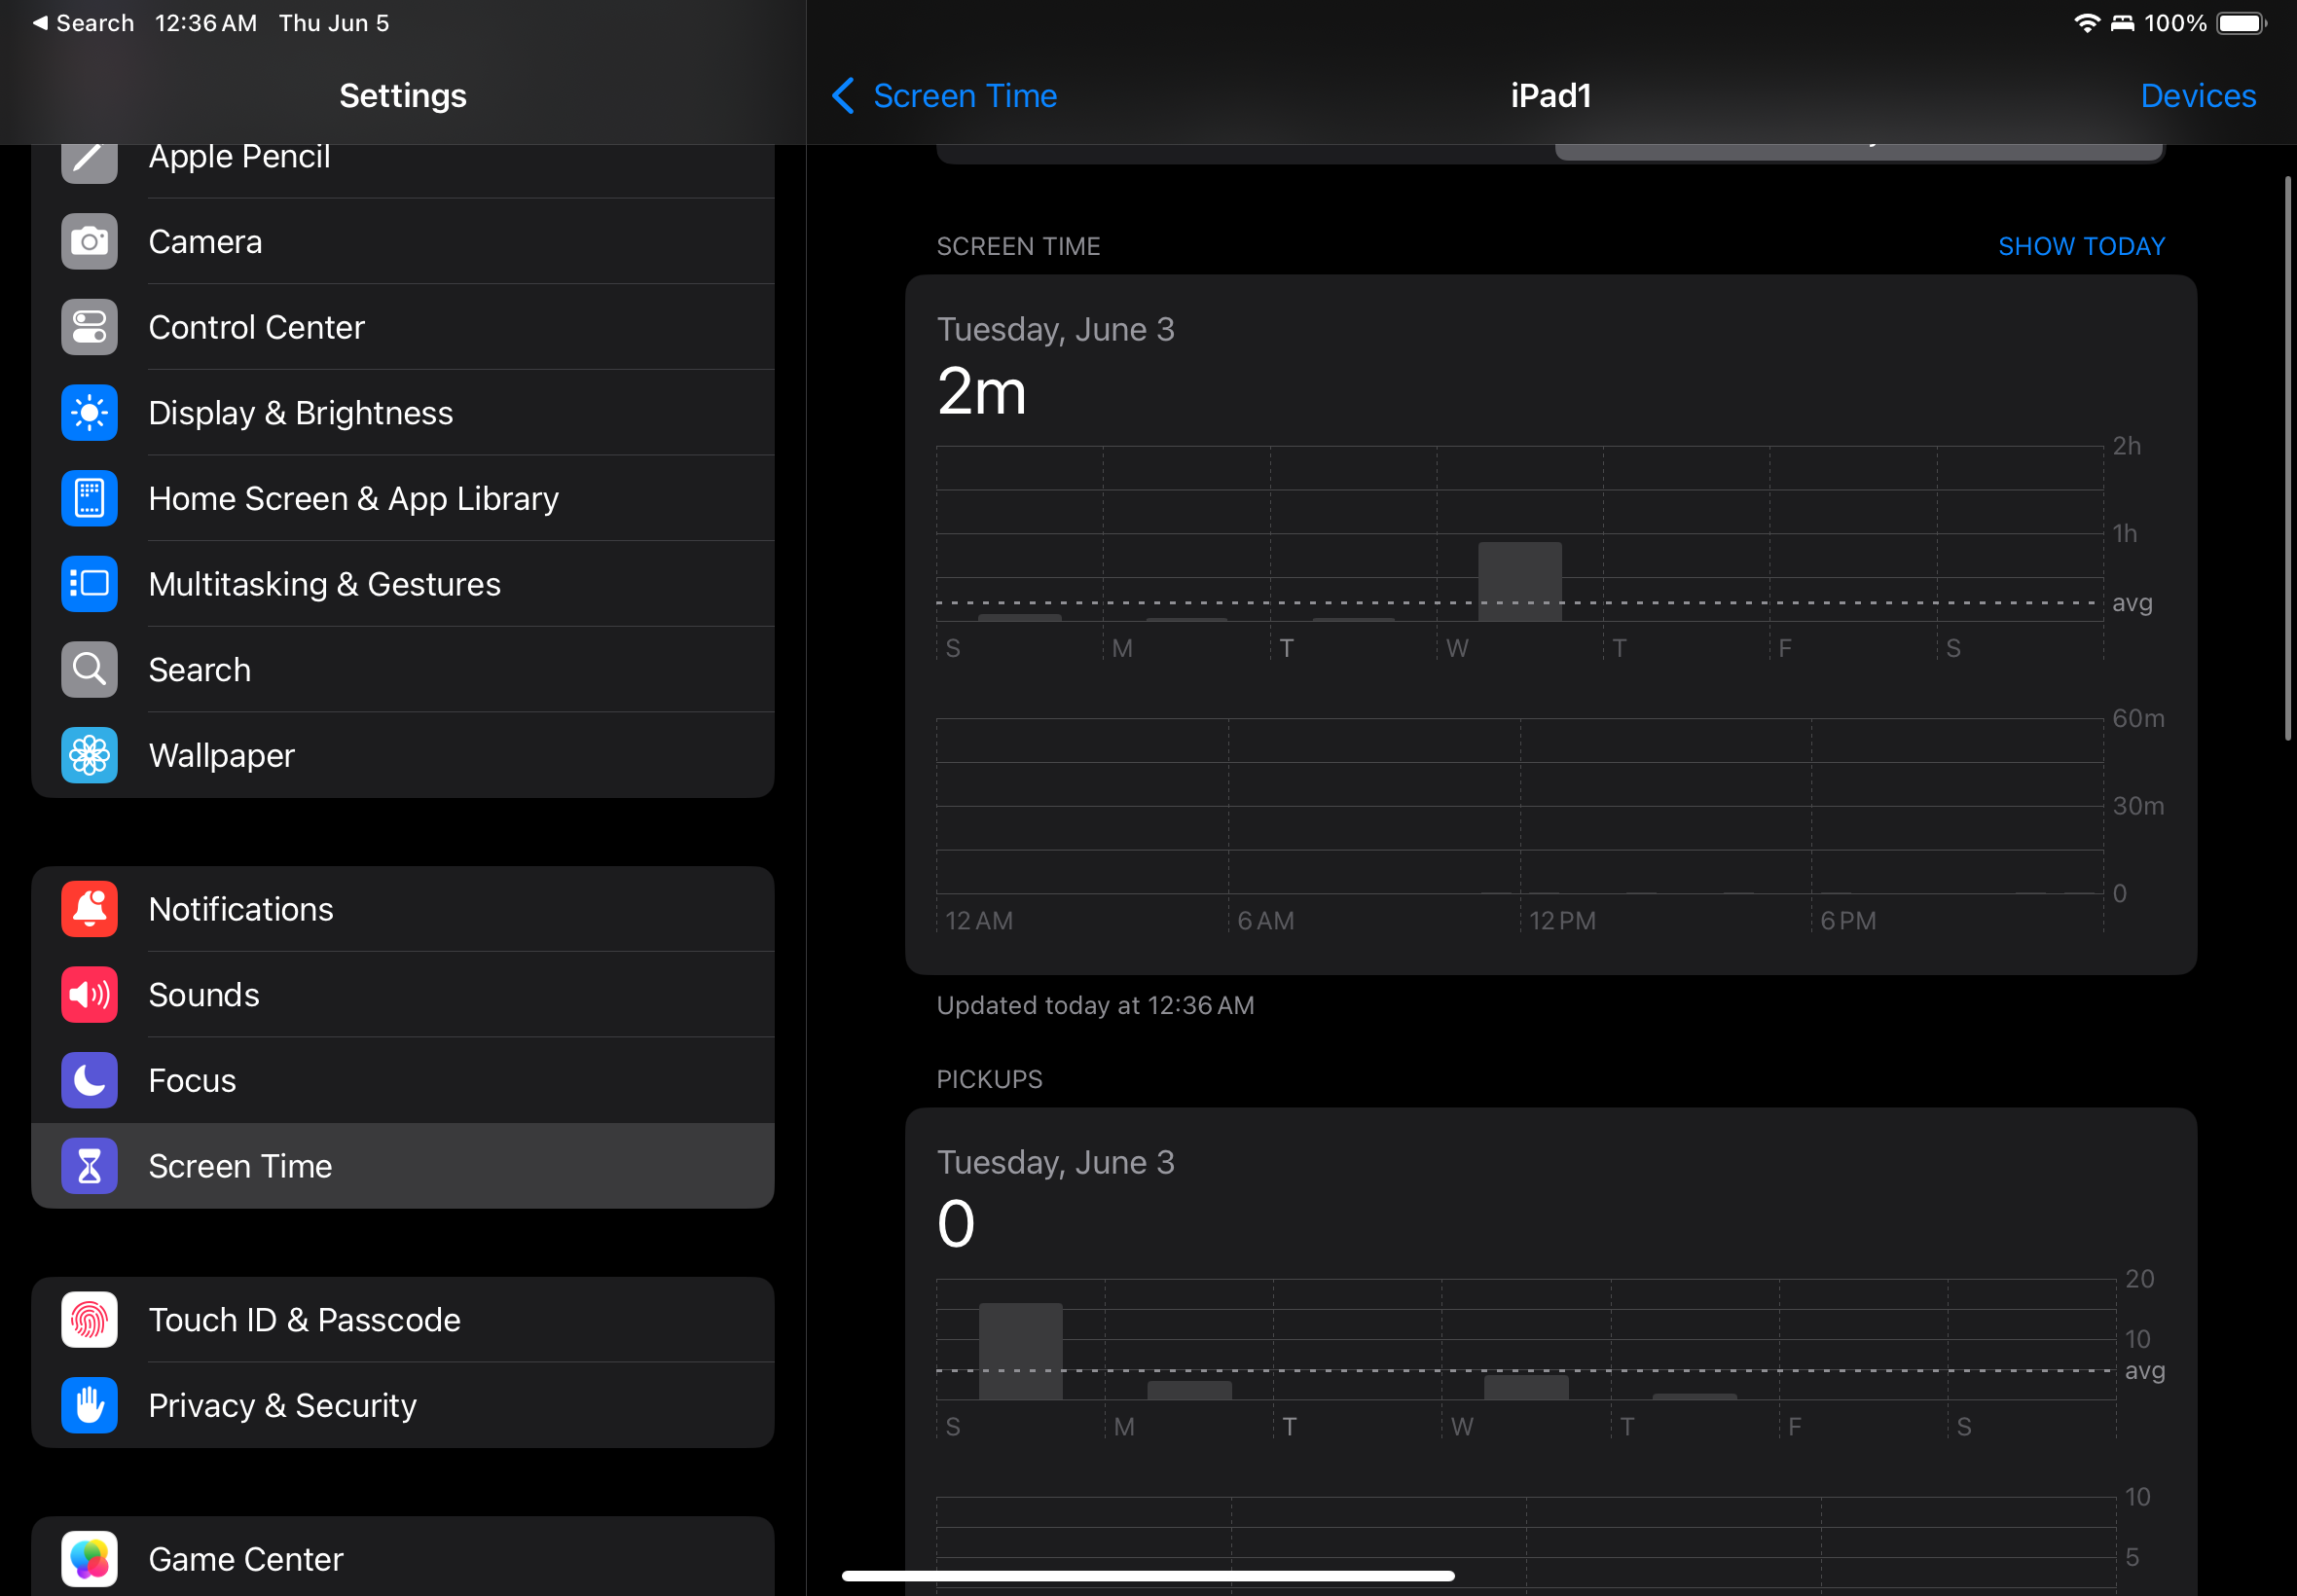 Search 12:36 AM Thu Jun 5
100%
Settings
Apple Pencil
Camera
Control Center
Display & Brightness
Home Screen & App Library
Multitasking & Gestures
Search
Wallpaper
Notifications
Sounds
Focus
Screen Time
Touch ID & Passcode
Privacy & Security
Game Center
Screen Time
iPad1
Devices
SCREEN TIME
SHOW TODAY
Tuesday, June 3
2m
2h
1h
avg
S M T W T F S
60m
30m
0
12 AM 6 AM 12 PM 6 PM
Updated today at 12:36 AM
PICKUPS
Tuesday, June 3
0
20
10
avg
S M T W T F S
10
5